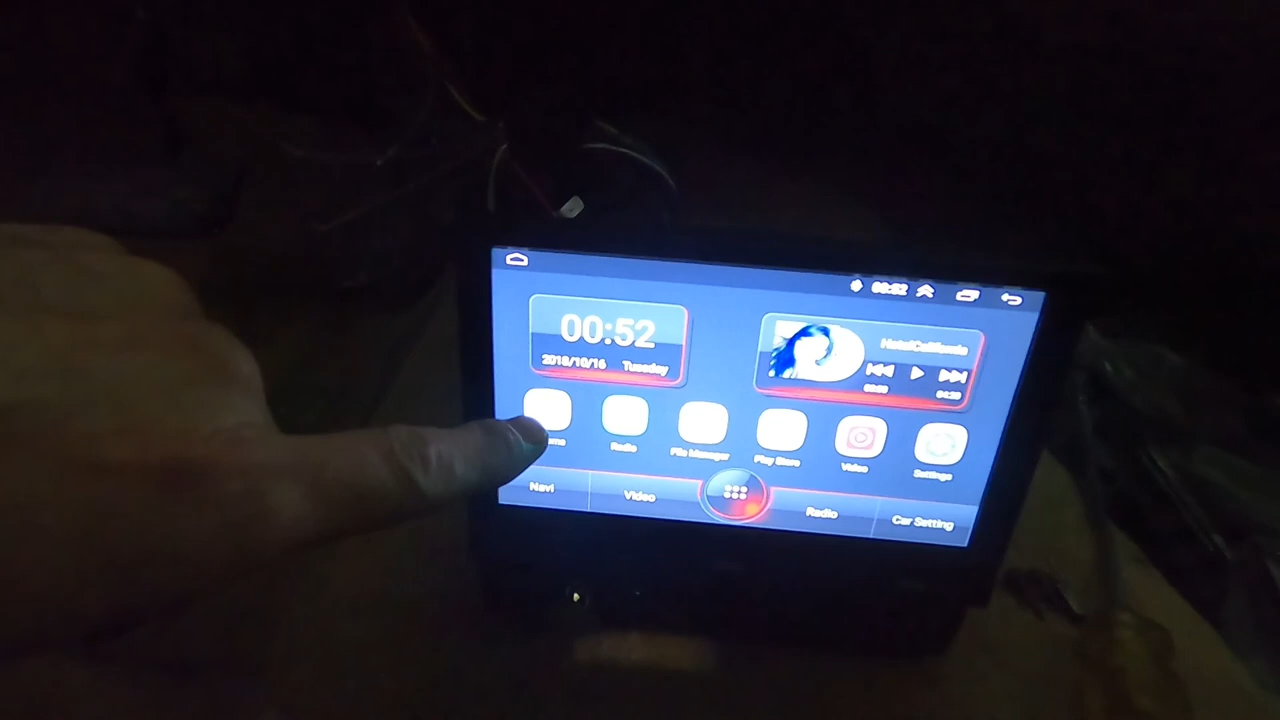 00:52
00:52
2018/10/16 Tuesday
HotelCalifornia
Radio
File Manager
Play Store
Video
Settings
Navi
Video
Radio
Car Setting